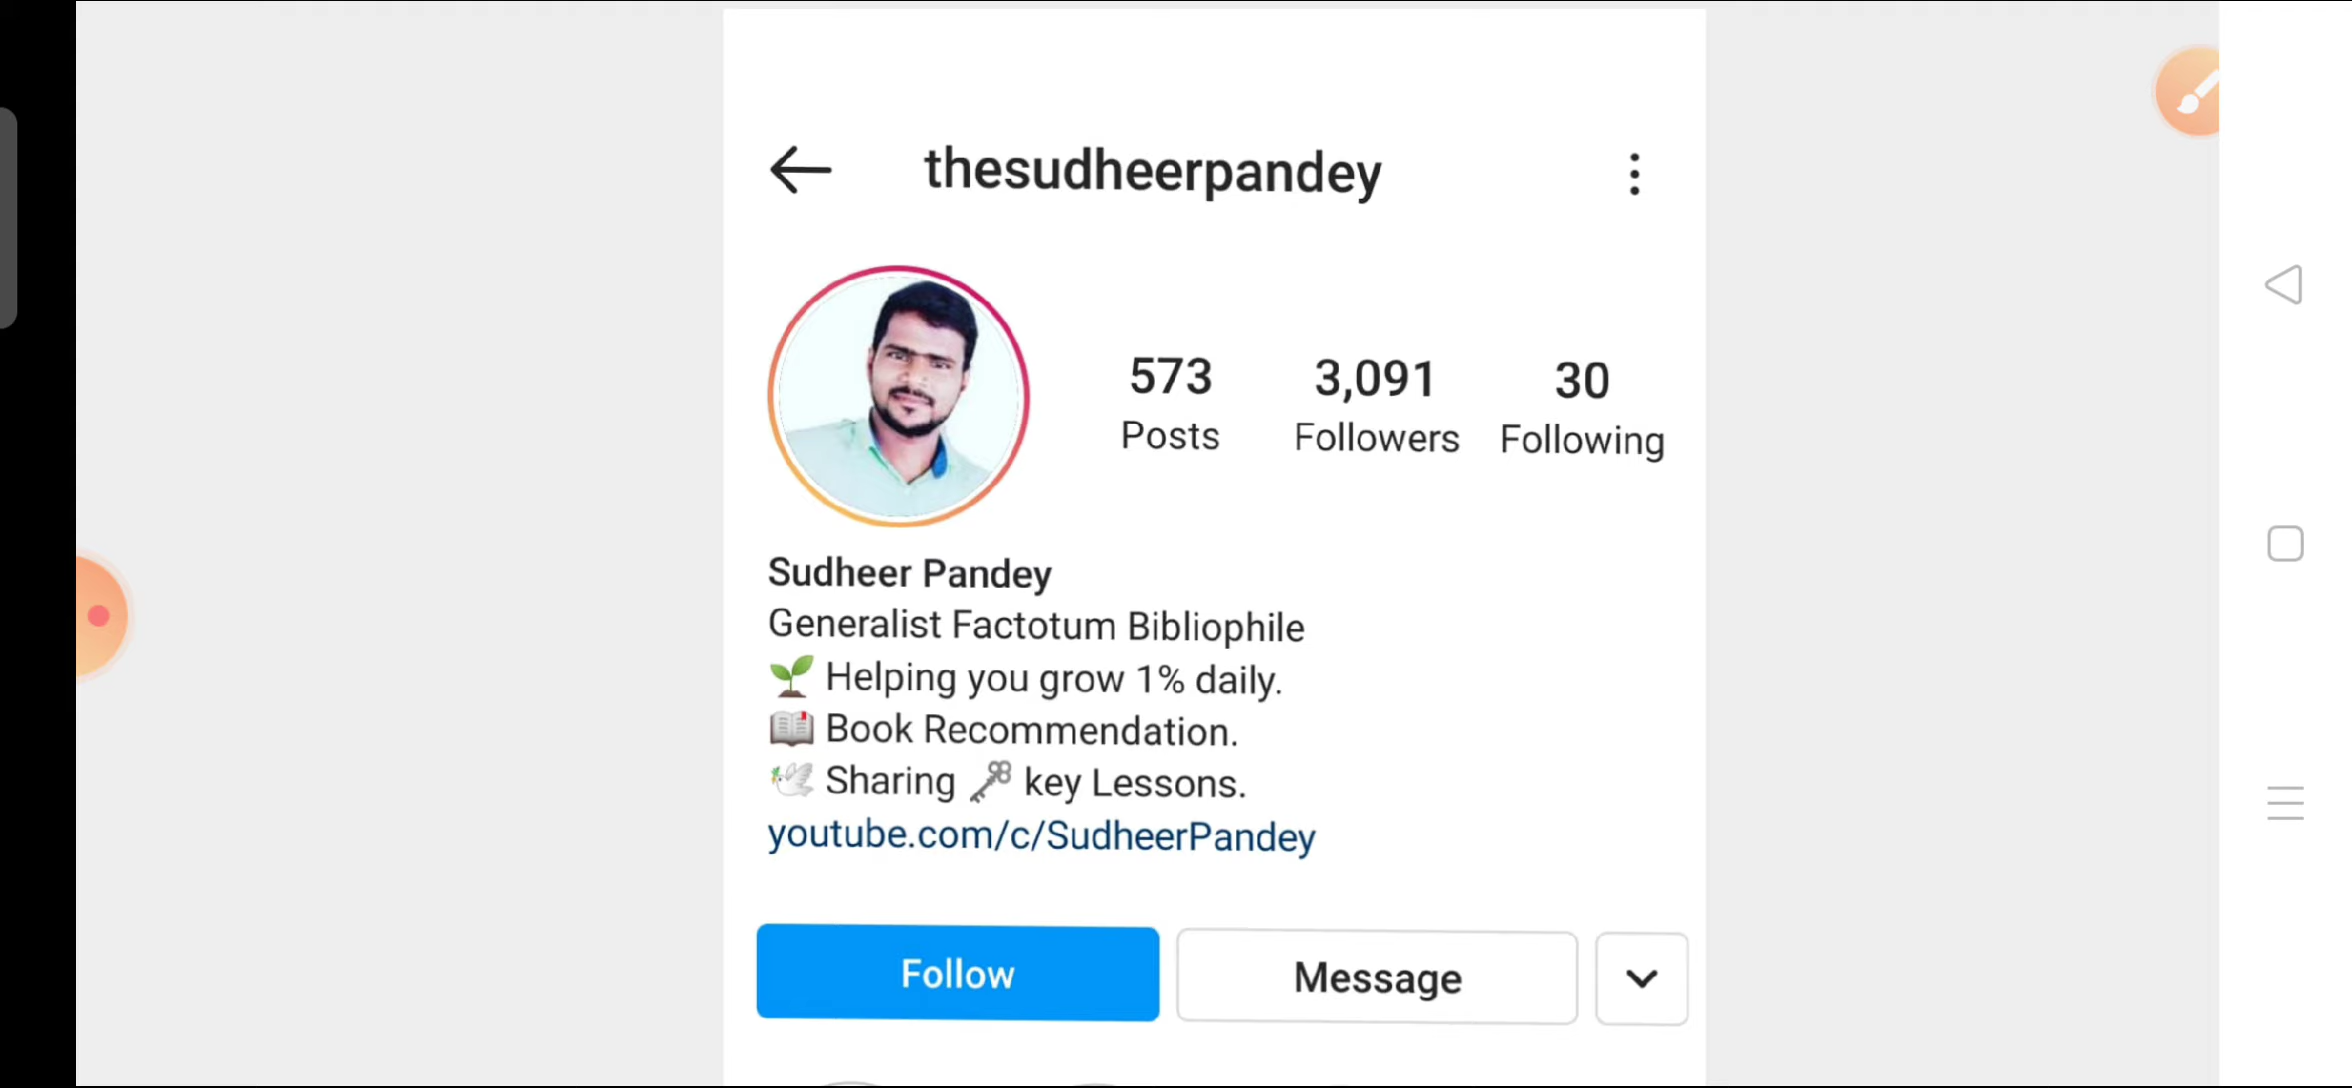 thesudheerpandey
573 3,091 30
Posts Followers Following
Sudheer Pandey
Generalist Factotum Bibliophile
🌱 Helping you grow 1% daily.
📖 Book Recommendation.
🕊️ Sharing 🗝️ key Lessons.
youtube.com/c/SudheerPandey
Follow Message